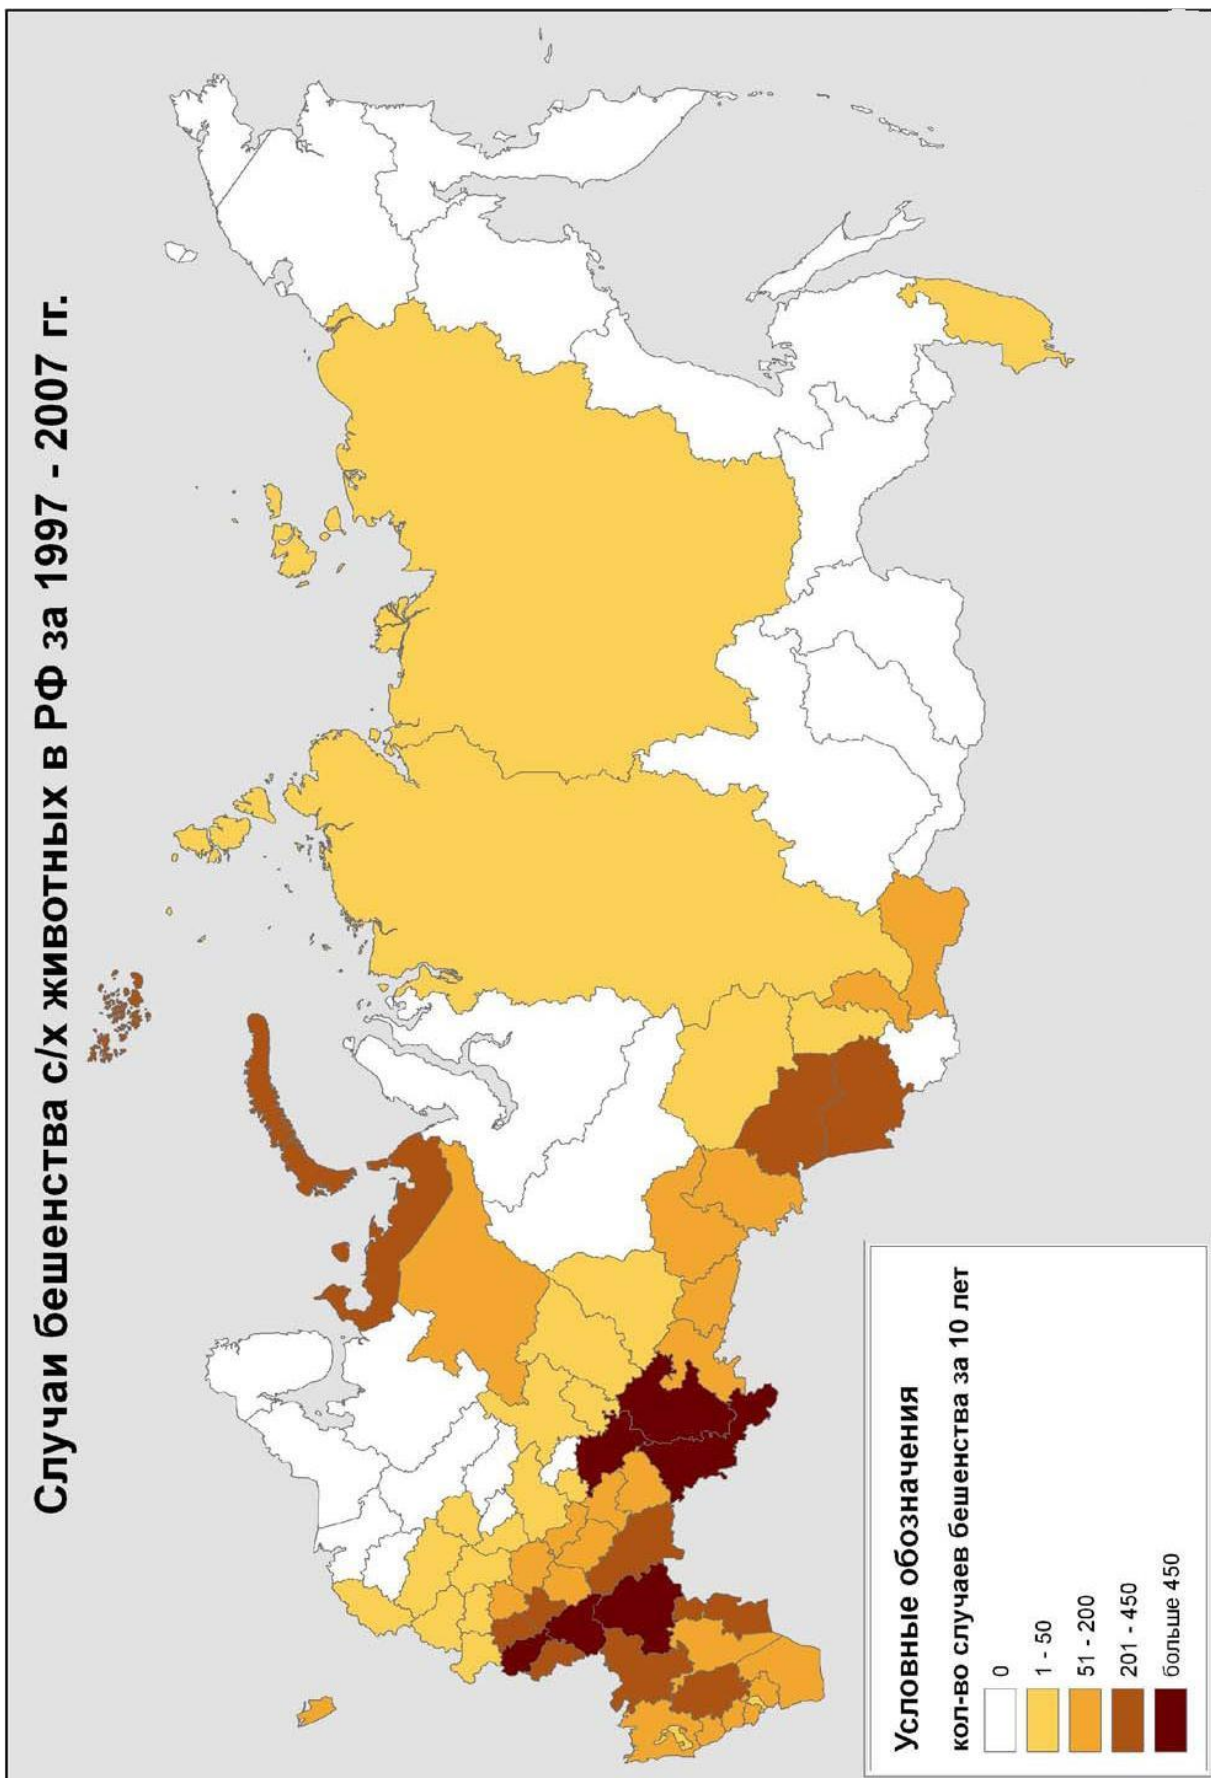 Случаи бешенства с/х животных в РФ за 1997 - 2007 гг.
Условные обозначения
кол-во случаев бешенства за 10 лет
0
1 - 50
51 - 200
201 - 450
больше 450